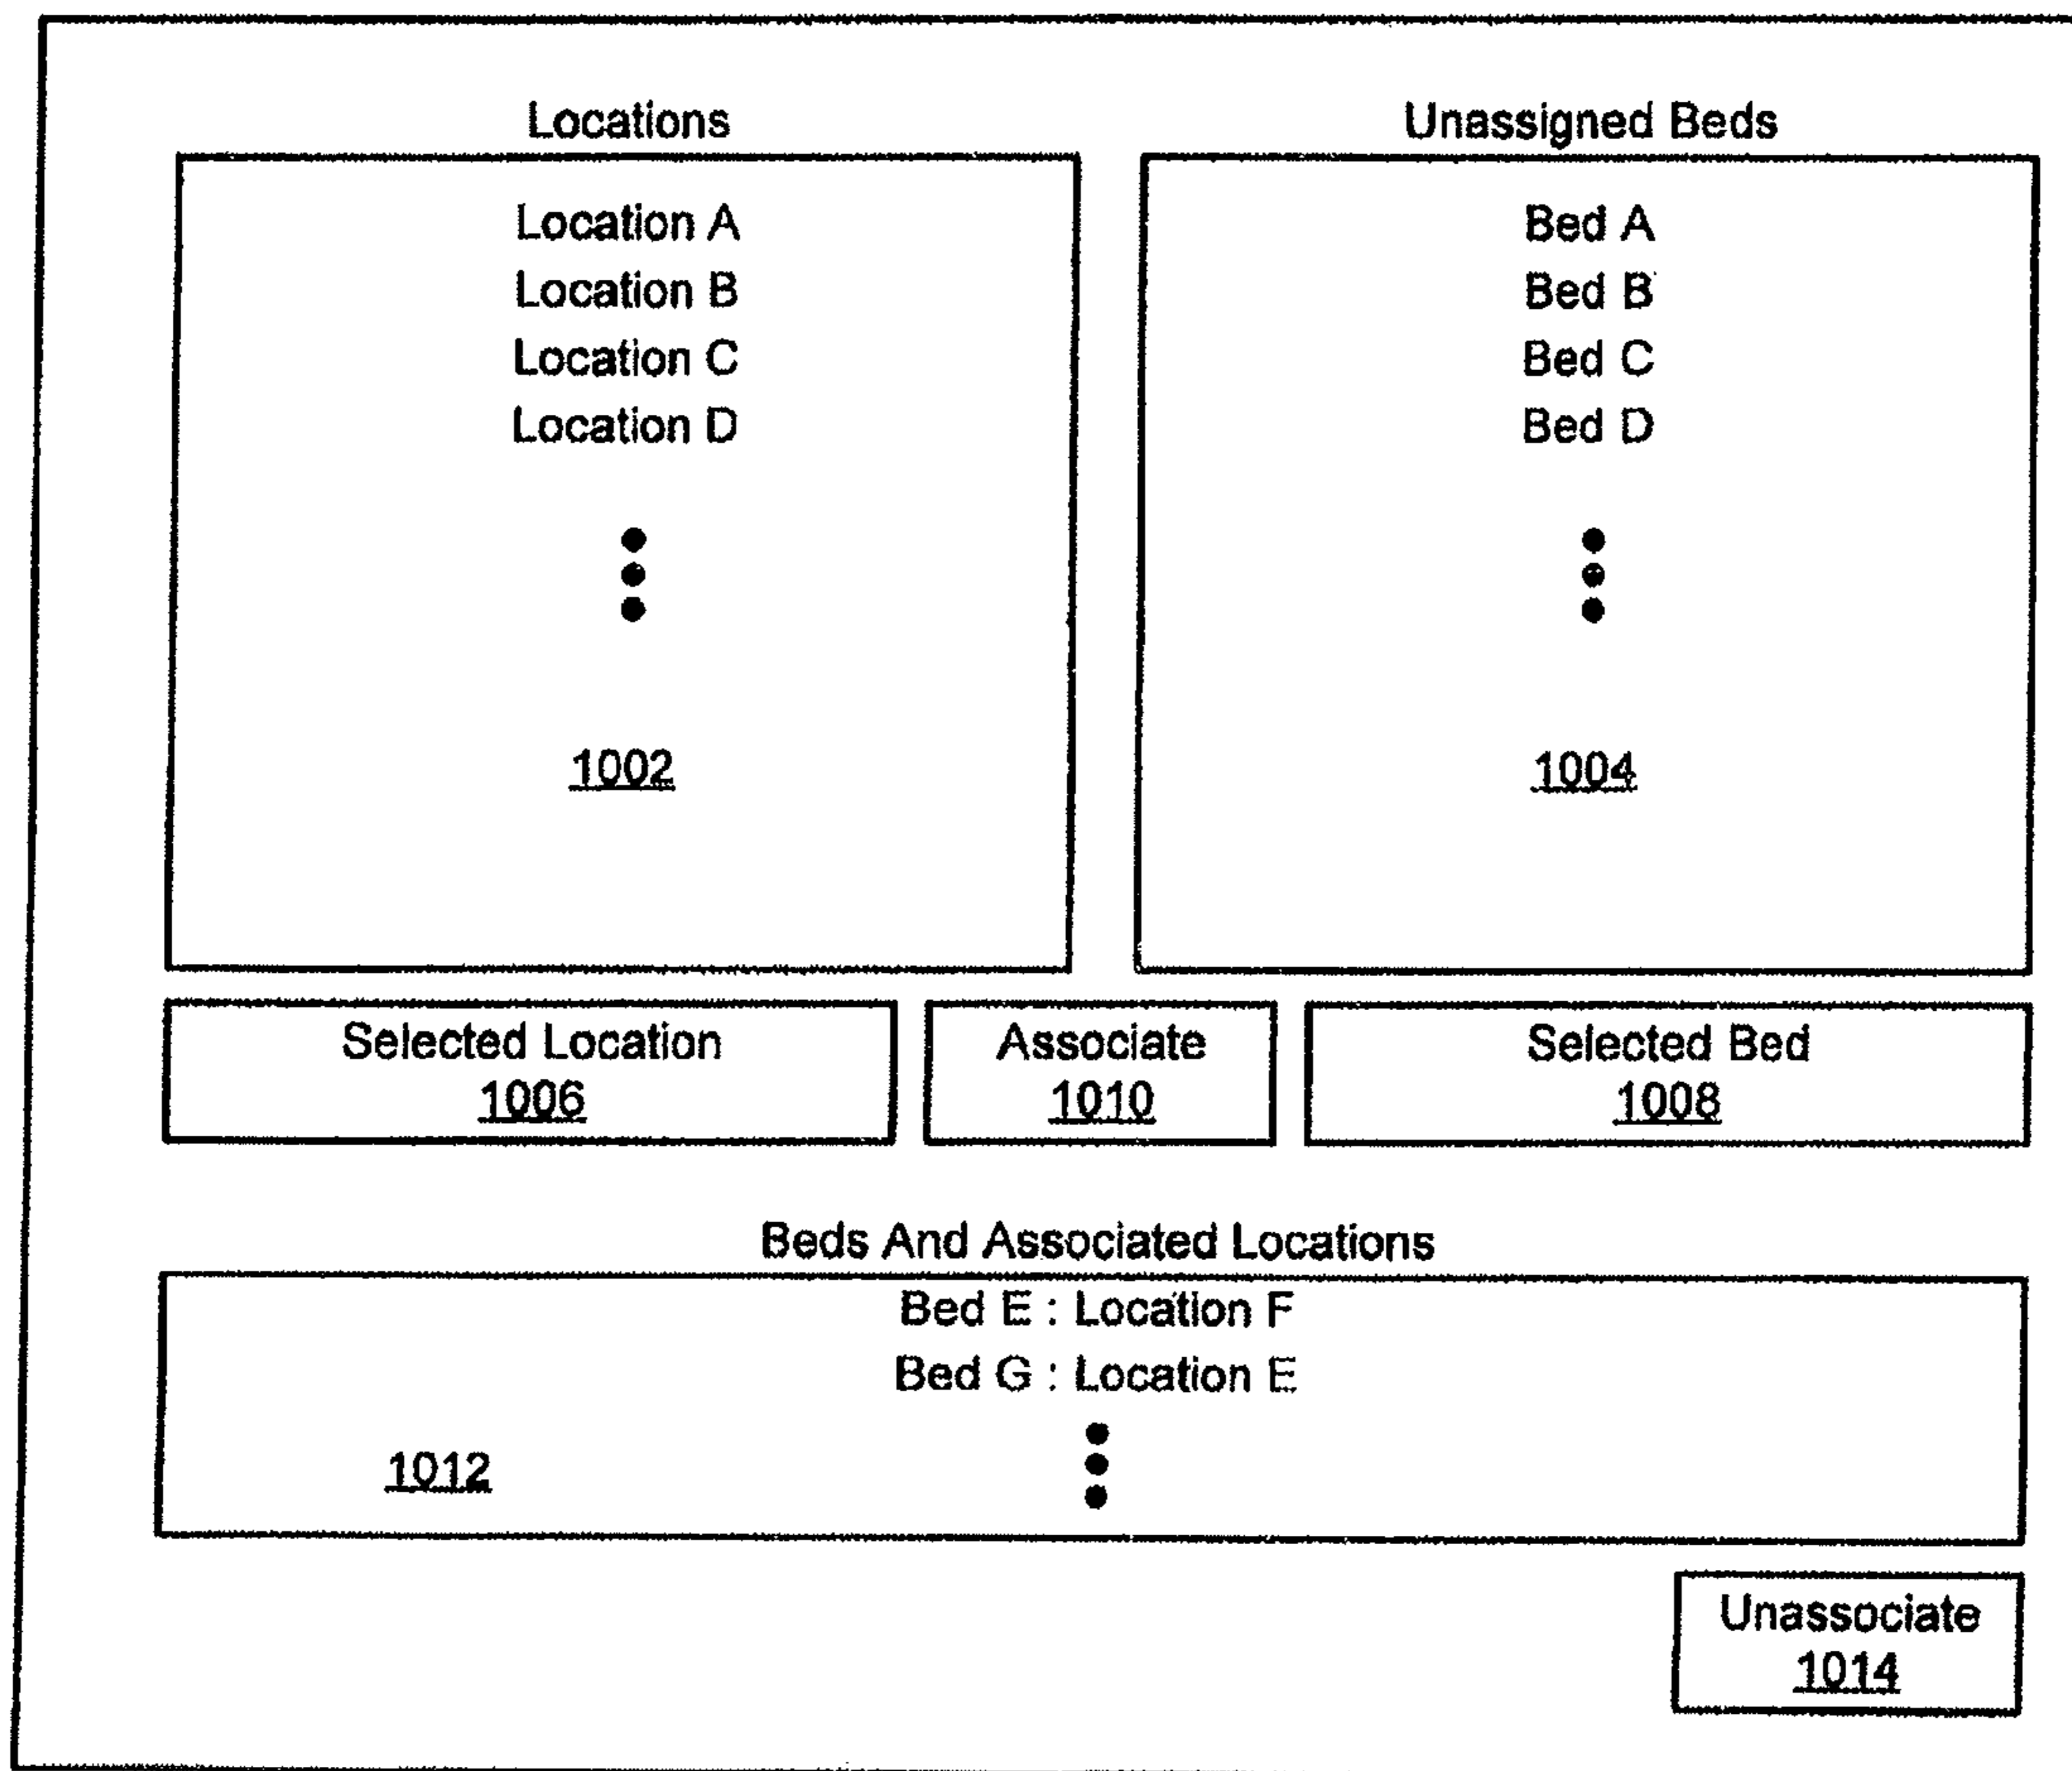 Locations
Location A
Location B
Location C
Location D
1002
Unassigned Beds
Bed A
Bed B
Bed C
Bed D
1004
Selected Location
1006
Associate
1010
Selected Bed
1008
Beds And Associated Locations
Bed E : Location F
Bed G : Location E
1012
Unassociate
1014